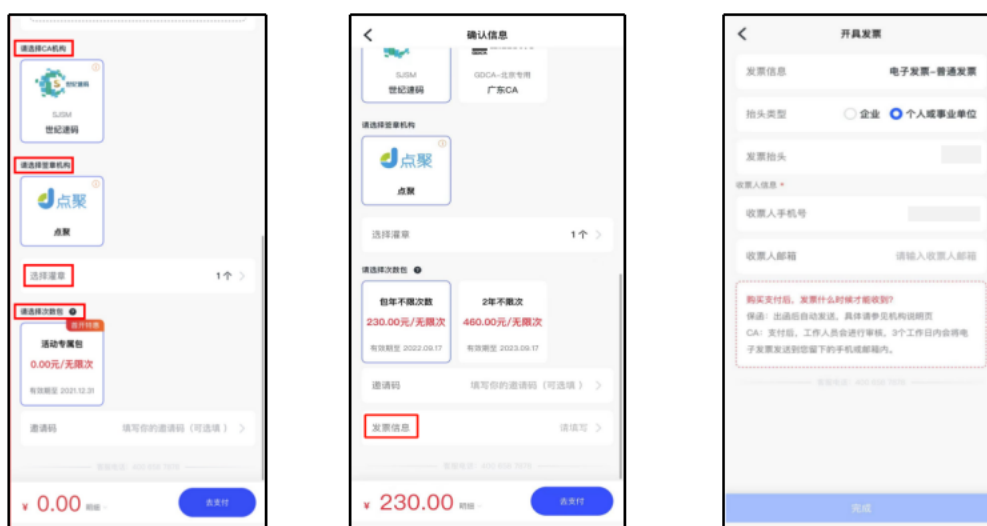 请选择CA机构
世纪速码
SJSM
世纪速码
请选择签章机构
点聚
点聚
选择灌章
1个 >
请选择次数包 ?
首开特惠
活动专属包
0.00元/无限次
有效期至 2021.12.31
邀请码
填写你的邀请码(可选填) >
¥ 0.00 明细
去支付
确认信息
SJSM
世纪速码
GDCA-北京专用
广东CA
请选择签章机构
点聚
点聚
选择灌章
1个 >
请选择次数包 ?
包年不限次数
230.00元/无限次
有效期至 2022.09.17
2年不限次
460.00元/无限次
有效期至 2023.09.17
邀请码
填写你的邀请码(可选填) >
发票信息
请填写 >
¥ 230.00 明细
去支付
开具发票
发票信息
电子发票-普通发票
抬头类型
企业
个人或事业单位
发票抬头
收票人信息 *
收票人手机号
收票人邮箱
请输入收票人邮箱
购买支付后,发票什么时候才能收到?
保函:出函后自动发送,具体请参见机构说明页
CA:支付后,工作人员会进行审核,3个工作日内会将电
子发票发送到您留下的手机或邮箱内。
完成